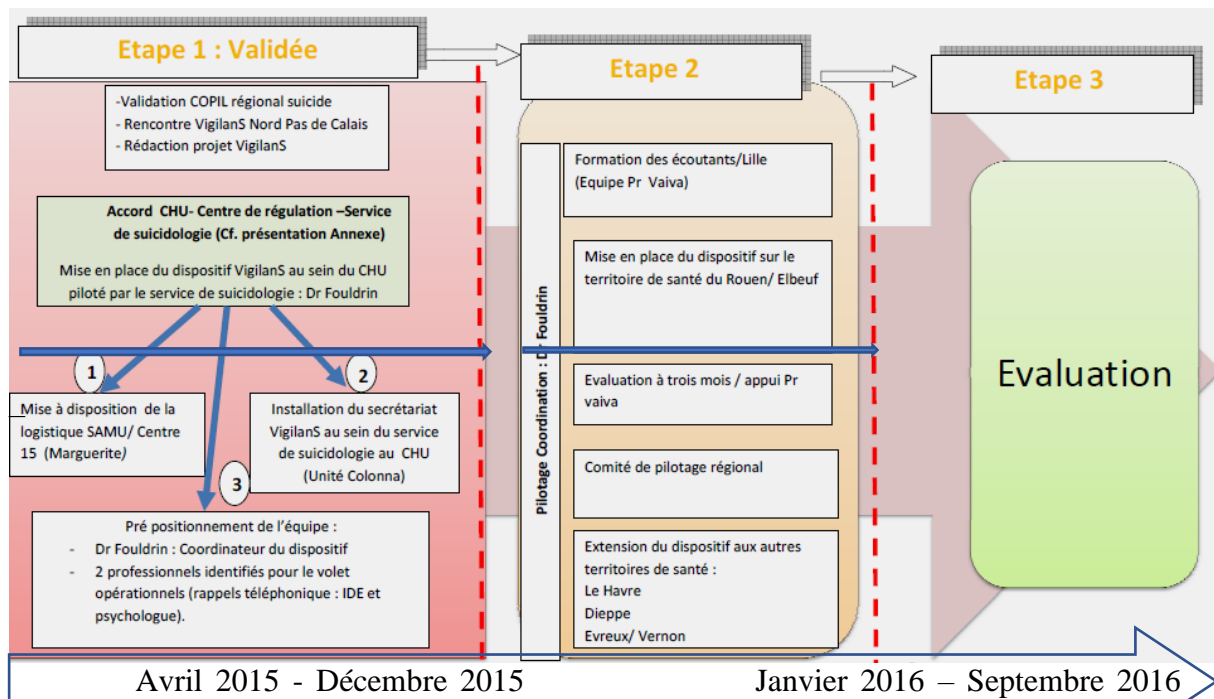 Etape 1 : Validée
-Validation COPIL régional suicide
- Rencontre VigilanS Nord Pas de Calais
- Rédaction projet VigilanS
Accord CHU- Centre de régulation –Service
de suicidologie (Cf. présentation Annexe)
Mise en place du dispositif VigilanS au sein du CHU
piloté par le service de suicidologie : Dr Fouldrin
1
Mise à disposition de la
logistique SAMU/ Centre
15 (Marguerite)
2
Installation du secrétariat
VigilanS au sein du service
de suicidologie au CHU
(Unité Colonna)
3
Pré positionnement de l’équipe :
- Dr Fouldrin : Coordinateur du dispositif
- 2 professionnels identifiés pour le volet
opérationnels (rappels téléphonique : IDE et
psychologue).
Etape 2
Pilotage Coordination : Dr Fouldrin
Formation des écoutants/Lille
(Equipe Pr Vaiva)
Mise en place du dispositif sur le
territoire de santé du Rouen/ Elbeuf
Evaluation à trois mois / appui Pr
vaiva
Comité de pilotage régional
Extension du dispositif aux autres
territoires de santé :
Le Havre
Dieppe
Evreux/ Vernon
Etape 3
Evaluation
Avril 2015 - Décembre 2015
Janvier 2016 – Septembre 2016